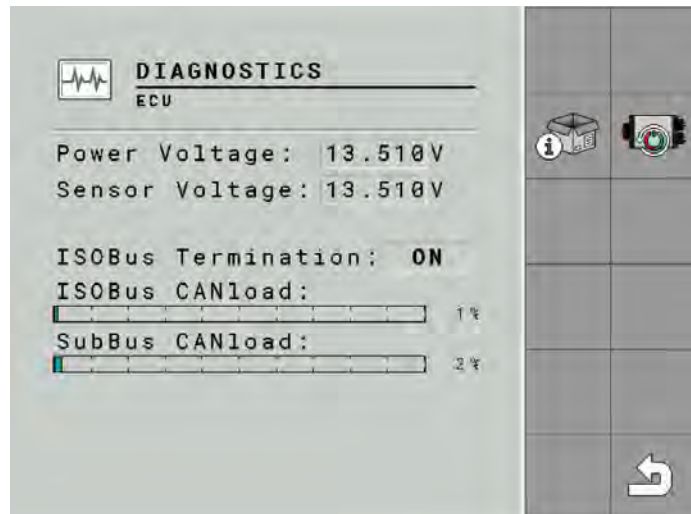 DIAGNOSTICS
ECU
Power Voltage: 13.510V
Sensor Voltage: 13.510V
ISOBus Termination: ON
ISOBus CANload:
1%
SubBus CANload:
2%
i